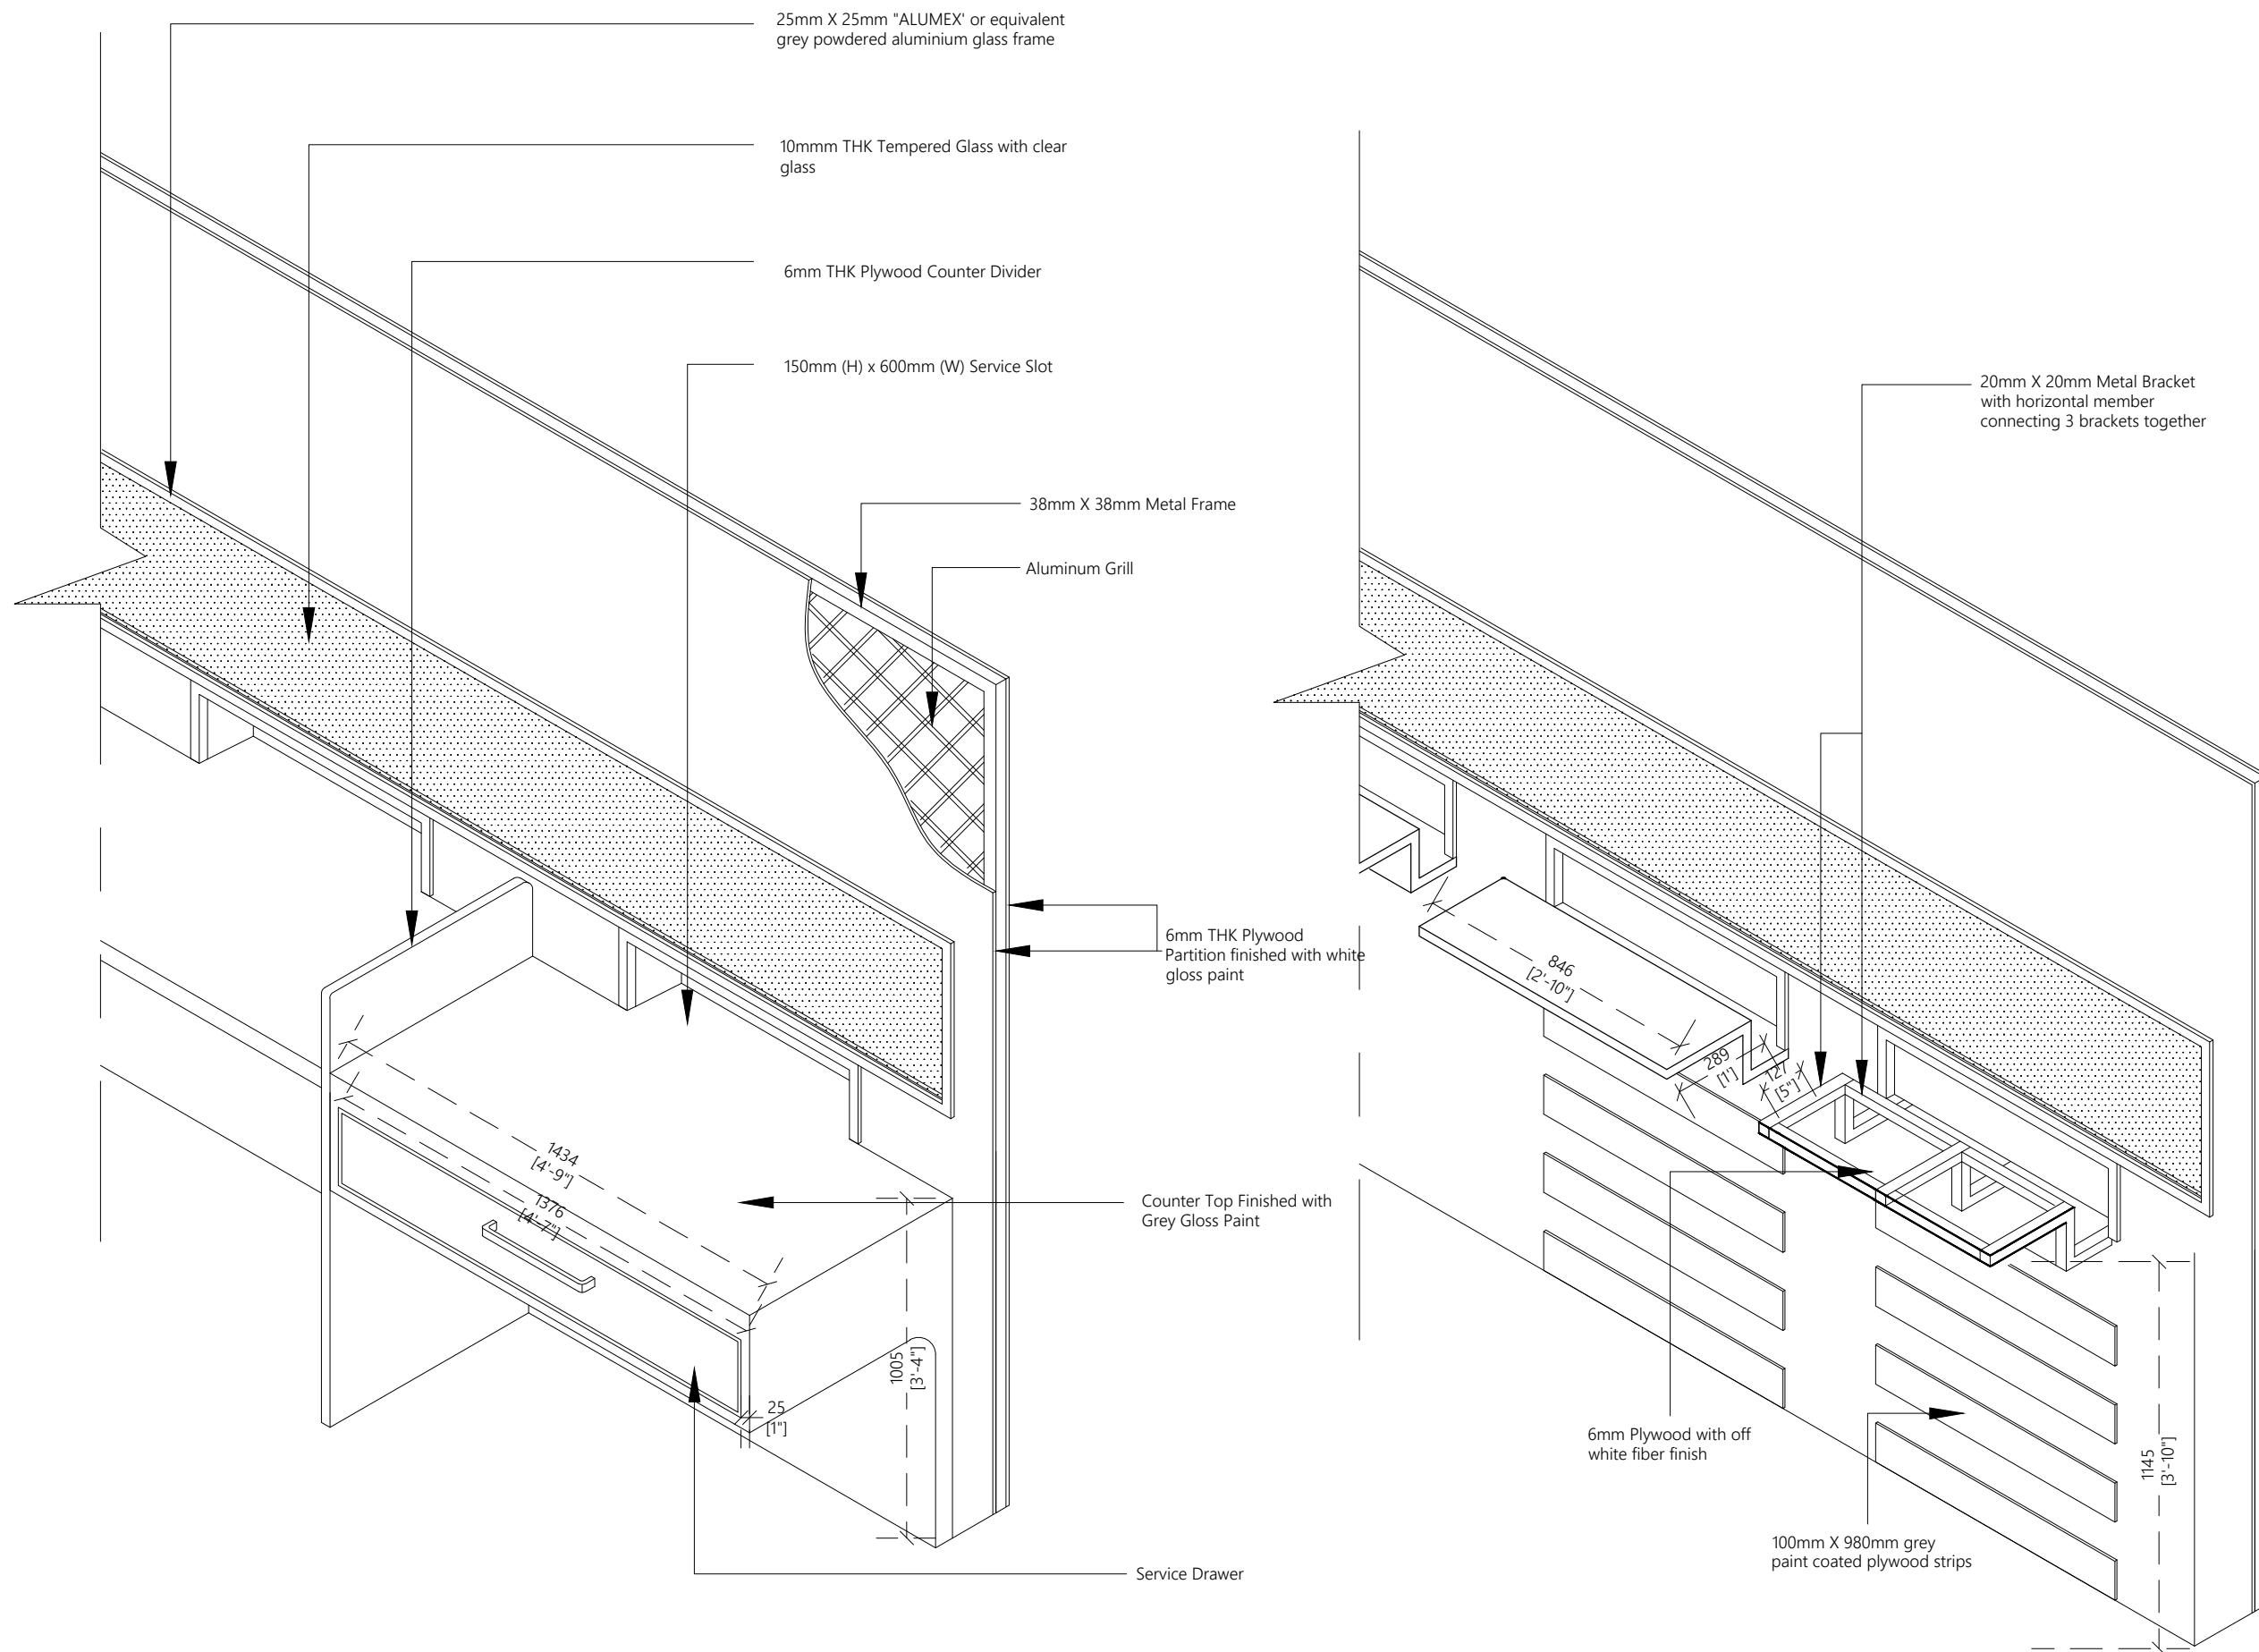 25mm X 25mm "ALUMEX' or equivalent
grey powdered aluminium glass frame
10mmm THK Tempered Glass with clear
glass
6mm THK Plywood Counter Divider
150mm (H) x 600mm (W) Service Slot
38mm X 38mm Metal Frame
Aluminum Grill
6mm THK Plywood
Partition finished with white
gloss paint
1434
[4'-9"]
1376
[4'-7"]
Counter Top Finished with
Grey Gloss Paint
1005
[3'-4"]
25
[1"]
Service Drawer
20mm X 20mm Metal Bracket
with horizontal member
connecting 3 brackets together
846
[2'-10"]
289
[1']
127
[5"]
6mm Plywood with off
white fiber finish
1145
[3'-10"]
100mm X 980mm grey
paint coated plywood strips